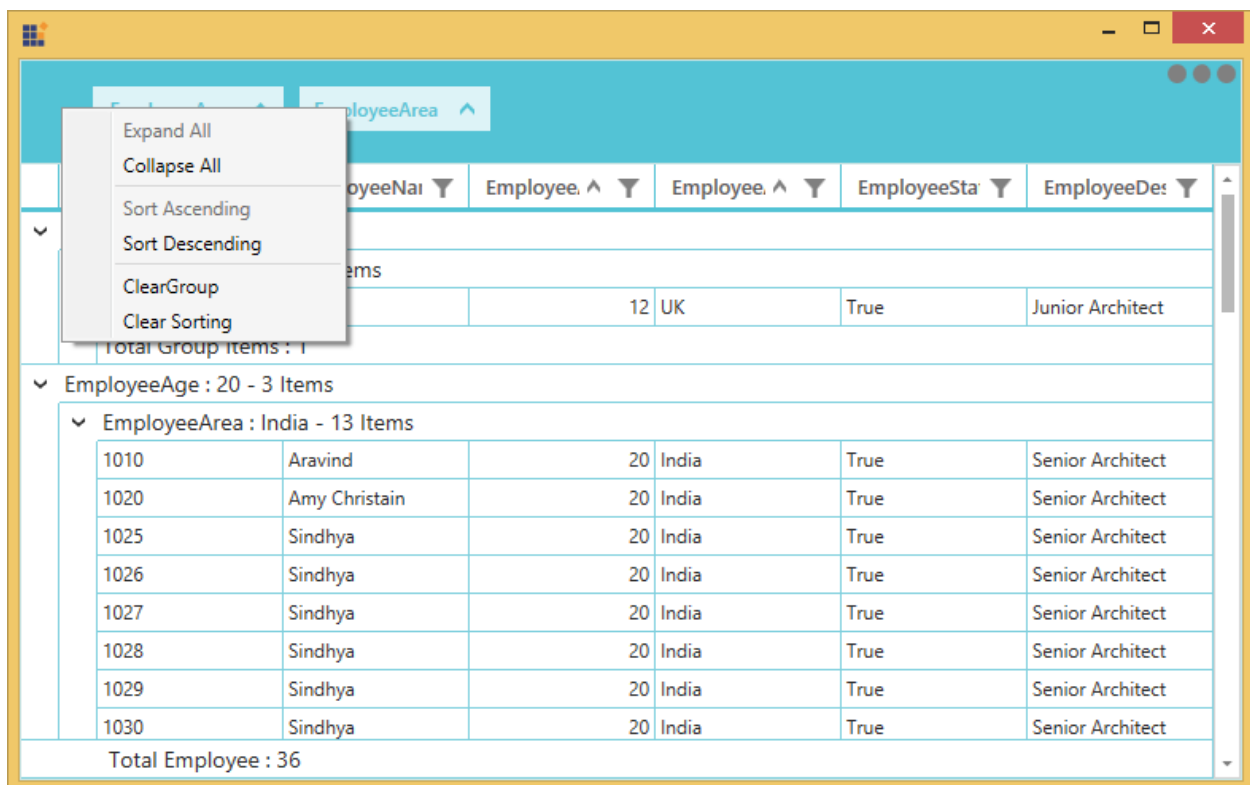 EmployeeArea
Expand All
Collapse All
Sort Ascending
Sort Descending
ClearGroup
Clear Sorting
oyeeNai Employee. Employee. EmployeeSta EmployeeDes
ems
12 UK True Junior Architect
Total Group Items : 1
EmployeeAge : 20 - 3 Items
EmployeeArea : India - 13 Items
1010 Aravind 20 India True Senior Architect
1020 Amy Christain 20 India True Senior Architect
1025 Sindhya 20 India True Senior Architect
1026 Sindhya 20 India True Senior Architect
1027 Sindhya 20 India True Senior Architect
1028 Sindhya 20 India True Senior Architect
1029 Sindhya 20 India True Senior Architect
1030 Sindhya 20 India True Senior Architect
Total Employee : 36